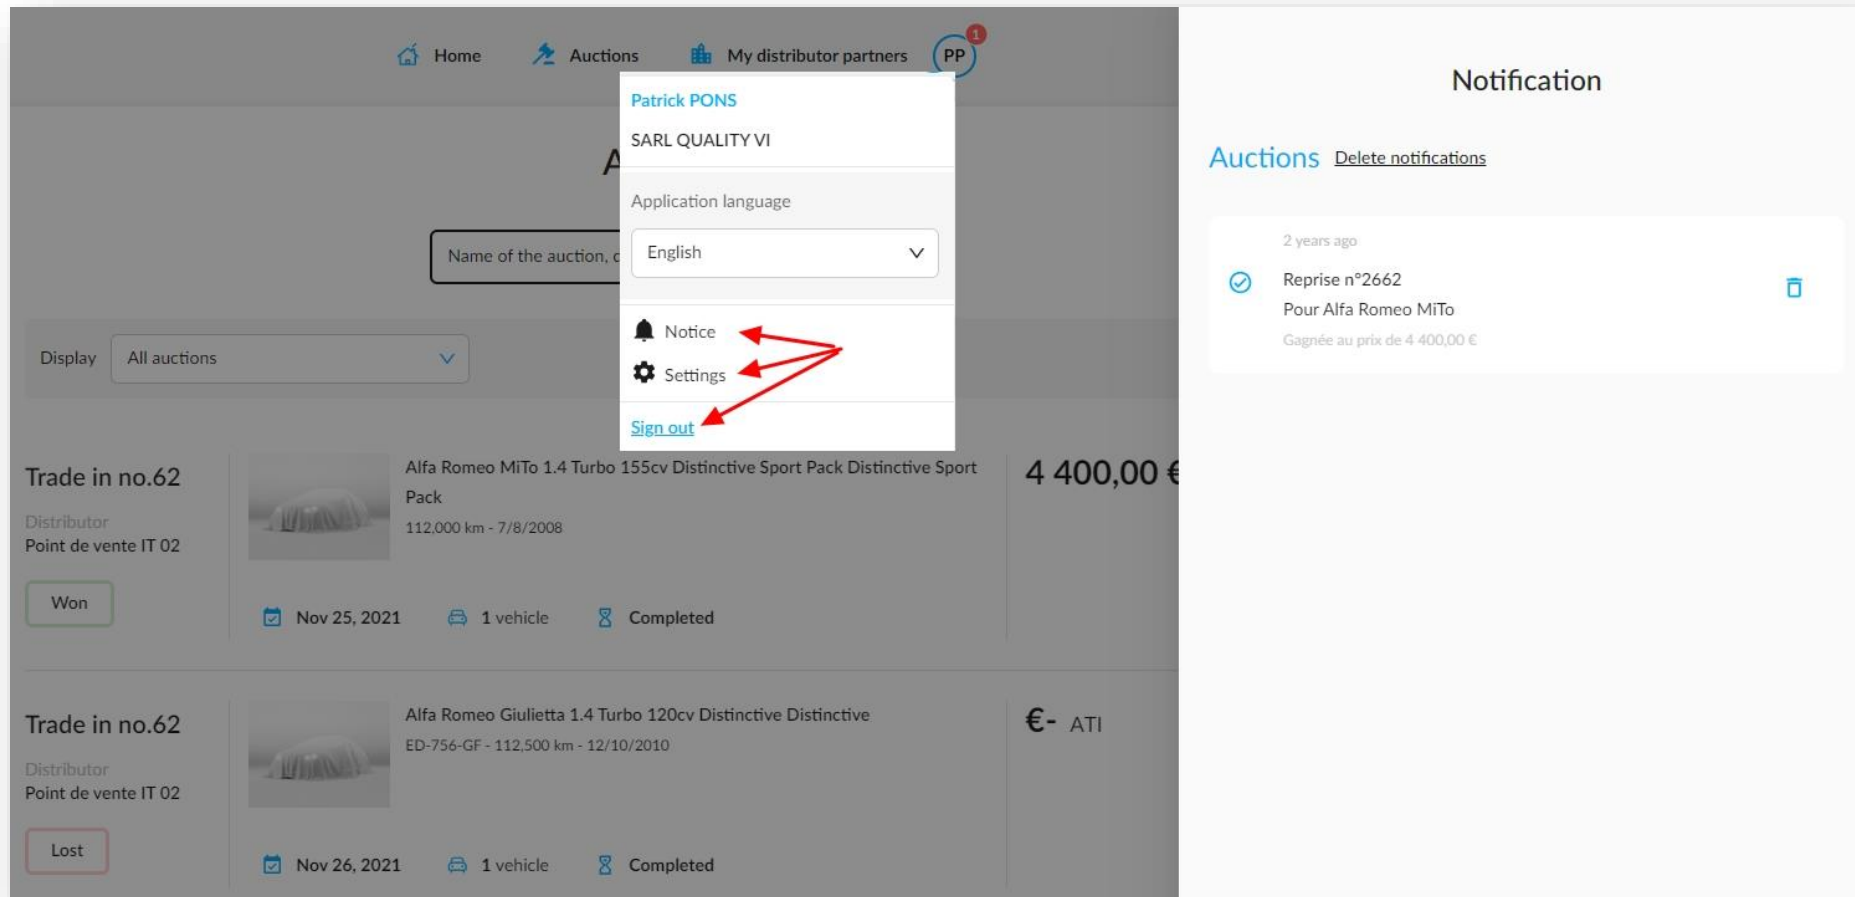 Home
Auctions
My distributor partners
PP
1
Patrick PONS
SARL QUALITY VI
Application language
English
Notice
Settings
Sign out
A
Name of the auction,
Display
All auctions
Trade in no.62
Distributor
Point de vente IT 02
Won
Alfa Romeo MiTo 1.4 Turbo 155cv Distinctive Sport Pack Distinctive Sport
Pack
112,000 km - 7/8/2008
4 400,00 €
Nov 25, 2021
1 vehicle
Completed
Trade in no.62
Distributor
Point de vente IT 02
Lost
Alfa Romeo Giulietta 1.4 Turbo 120cv Distinctive Distinctive
ED-756-GF - 112,500 km - 12/10/2010
€- ATI
Nov 26, 2021
1 vehicle
Completed
Notification
Auctions Delete notifications
2 years ago
Reprise n°2662
Pour Alfa Romeo MiTo
Gagnée au prix de 4 400,00 €